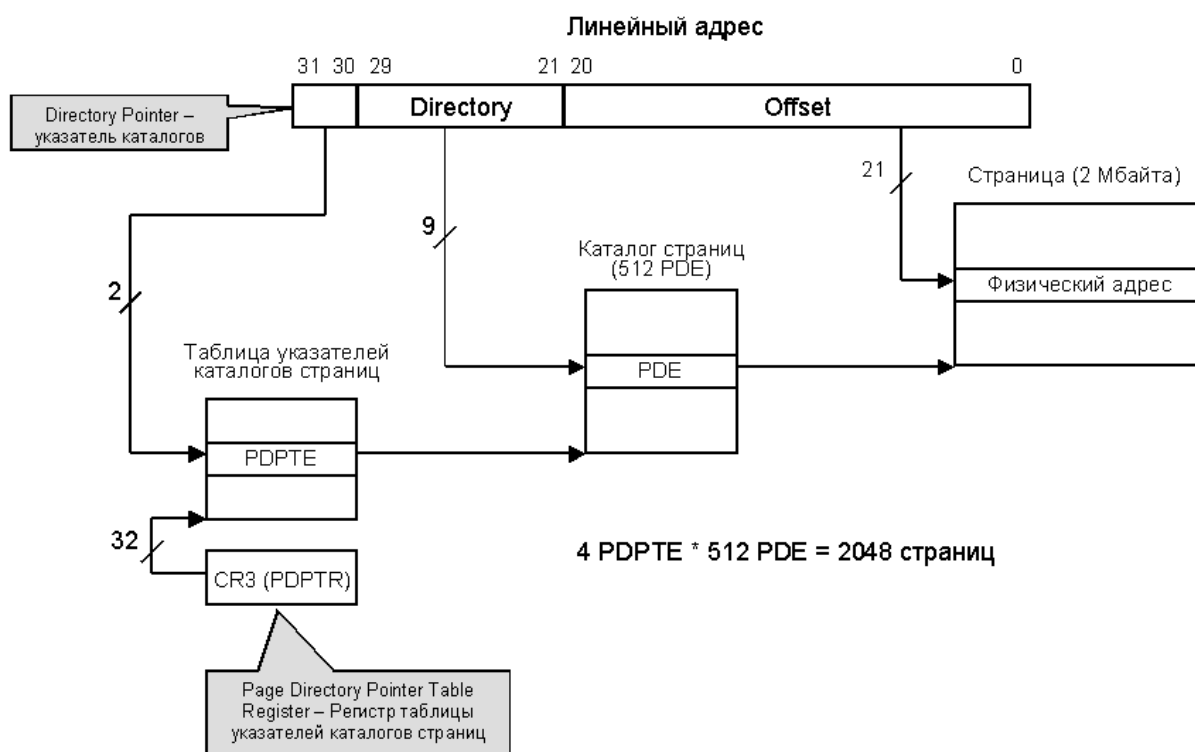 Линейный адрес
31 30 29 21 20 0
Directory Pointer –
указатель каталогов
Directory
Offset
21
Страница (2 Мбайта)
9
Каталог страниц
(512 PDE)
Физический адрес
2
Таблица указателей
каталогов страниц
PDE
PDPTE
32
4 PDPTE * 512 PDE = 2048 страниц
CR3 (PDPTR)
Page Directory Pointer Table
Register – Регистр таблицы
указателей каталогов страниц